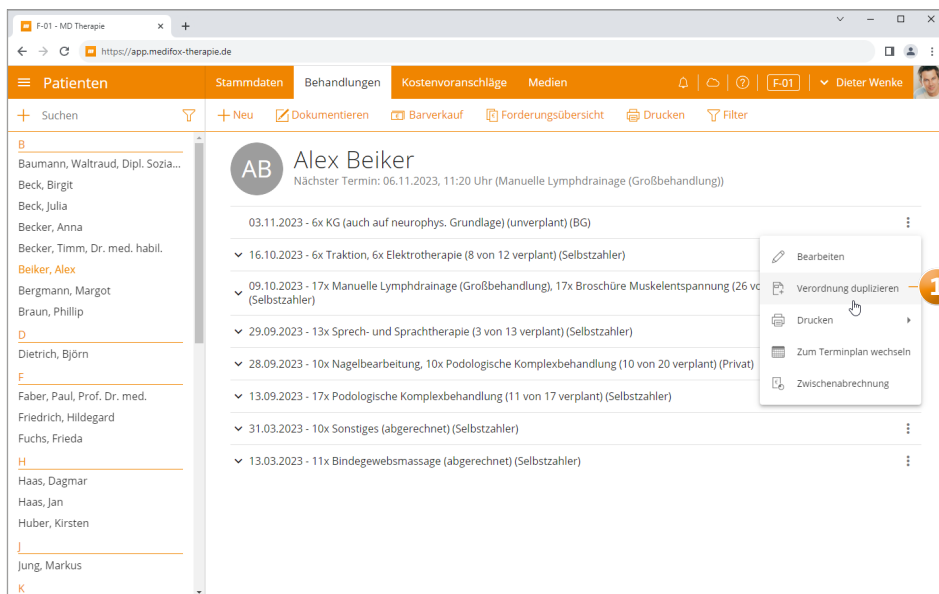 F-01 - MD Therapie
https://app.medifox-therapie.de
Patienten
Stammdaten Behandlungen Kostenvoranschläge Medien F-01 Dieter Wenke
Suchen
Neu Dokumentieren Barverkauf Forderungsübersicht Drucken Filter
B
Baumann, Waltraud, Dipl. Sozia...
Beck, Birgit
Beck, Julia
Becker, Anna
Becker, Timm, Dr. med. habil.
Beiker, Alex
Bergmann, Margot
Braun, Phillip
D
Dietrich, Björn
F
Faber, Paul, Prof. Dr. med.
Friedrich, Hildegard
Fuchs, Frieda
H
Haas, Dagmar
Haas, Jan
Huber, Kirsten
J
Jung, Markus
K
AB
Alex Beiker
Nächster Termin: 06.11.2023, 11:20 Uhr (Manuelle Lymphdrainage (Großbehandlung))
03.11.2023 - 6x KG (auch auf neurophys. Grundlage) (unverplant) (BG)
16.10.2023 - 6x Traktion, 6x Elektrotherapie (8 von 12 verplant) (Selbstzahler)
09.10.2023 - 17x Manuelle Lymphdrainage (Großbehandlung), 17x Broschüre Muskelentspannung (26 vo
(Selbstzahler)
29.09.2023 - 13x Sprech- und Sprachtherapie (3 von 13 verplant) (Selbstzahler)
28.09.2023 - 10x Nagelbearbeitung, 10x Podologische Komplexbehandlung (10 von 20 verplant) (Privat)
13.09.2023 - 17x Podologische Komplexbehandlung (11 von 17 verplant) (Selbstzahler)
31.03.2023 - 10x Sonstiges (abgerechnet) (Selbstzahler)
13.03.2023 - 11x Bindegewebsmassage (abgerechnet) (Selbstzahler)
Bearbeiten
Verordnung duplizieren
1
Drucken
Zum Terminplan wechseln
Zwischenabrechnung